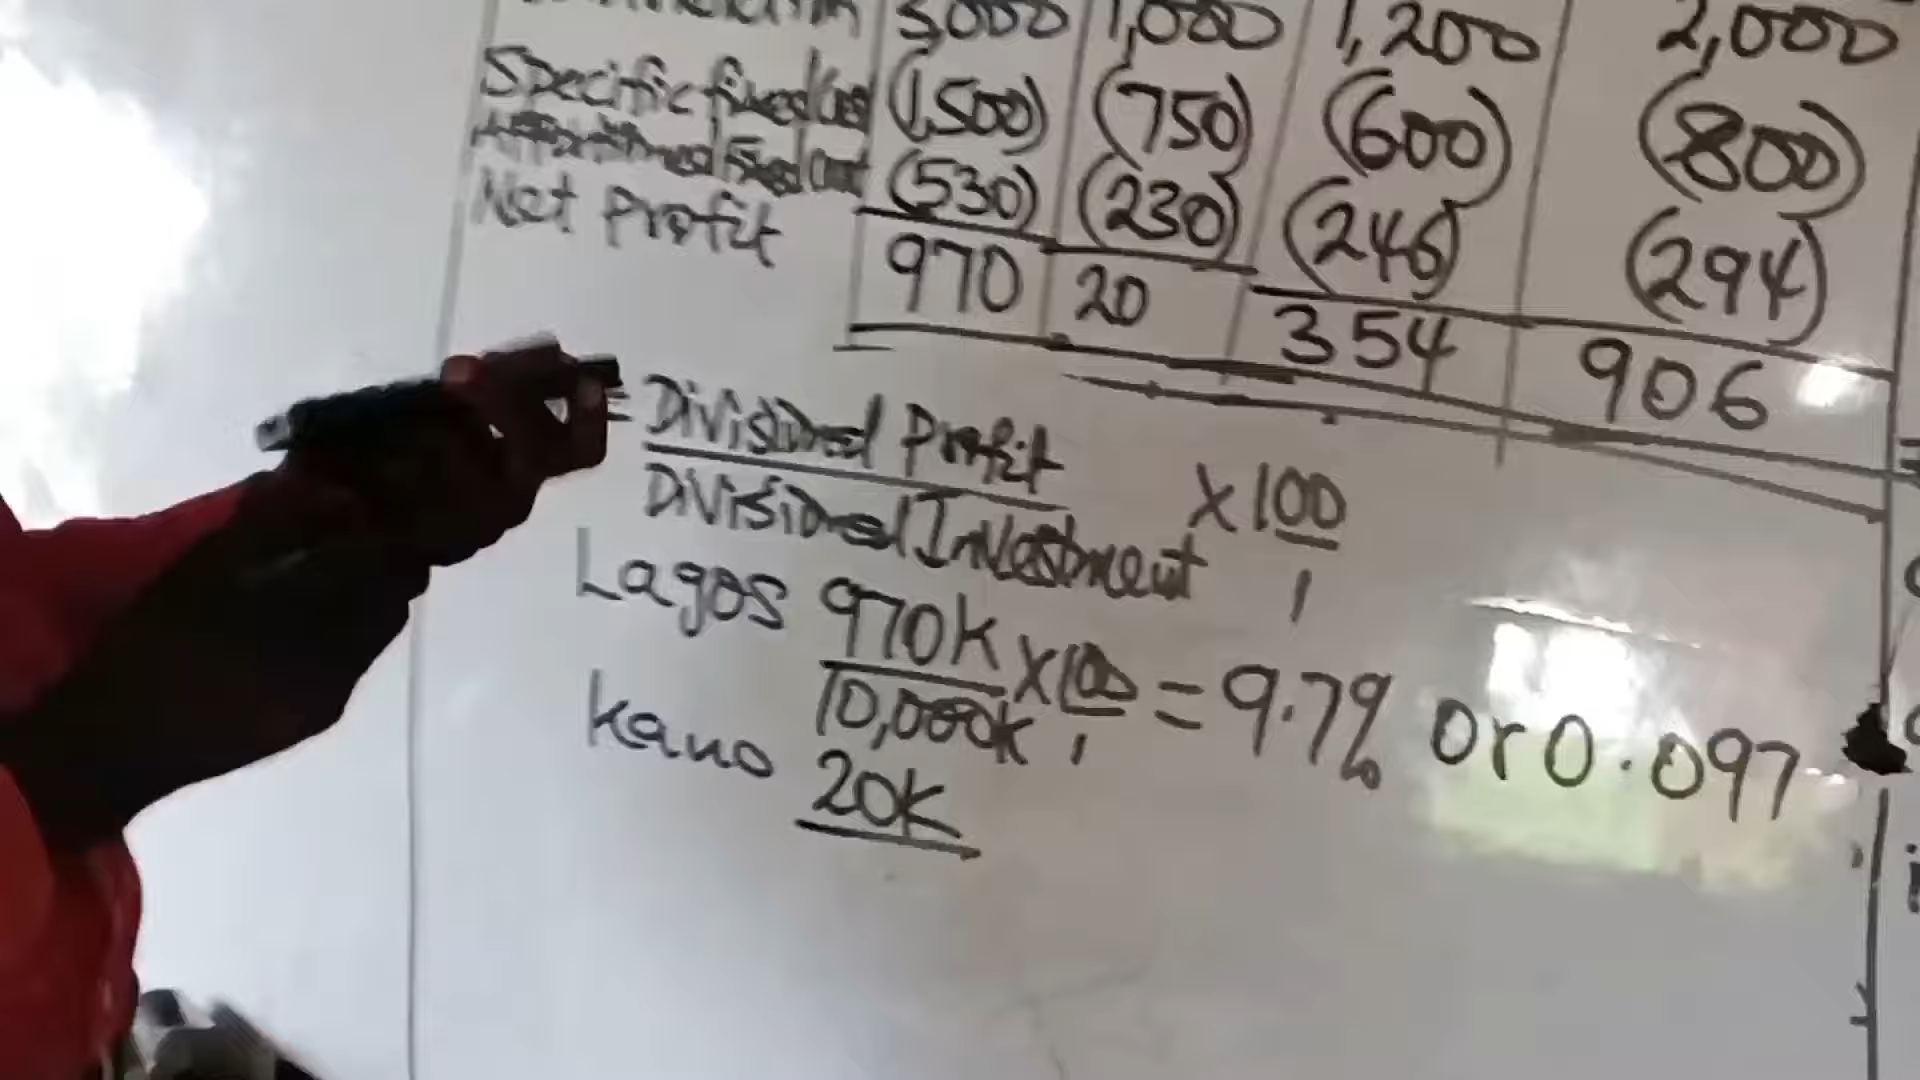 3,000 1,000 1,200 2,000
Specific fixed Cost (1,500) (750) (600) (800)
Apportioned fixed Cost (530) (230) (246) (294)
Net Profit 970 20 354 906
= Divisional Profit × 100
Divisional Investment 1
Lagos 970K × 100 = 9.7% or 0.097
10,000K 1
Kano 20K